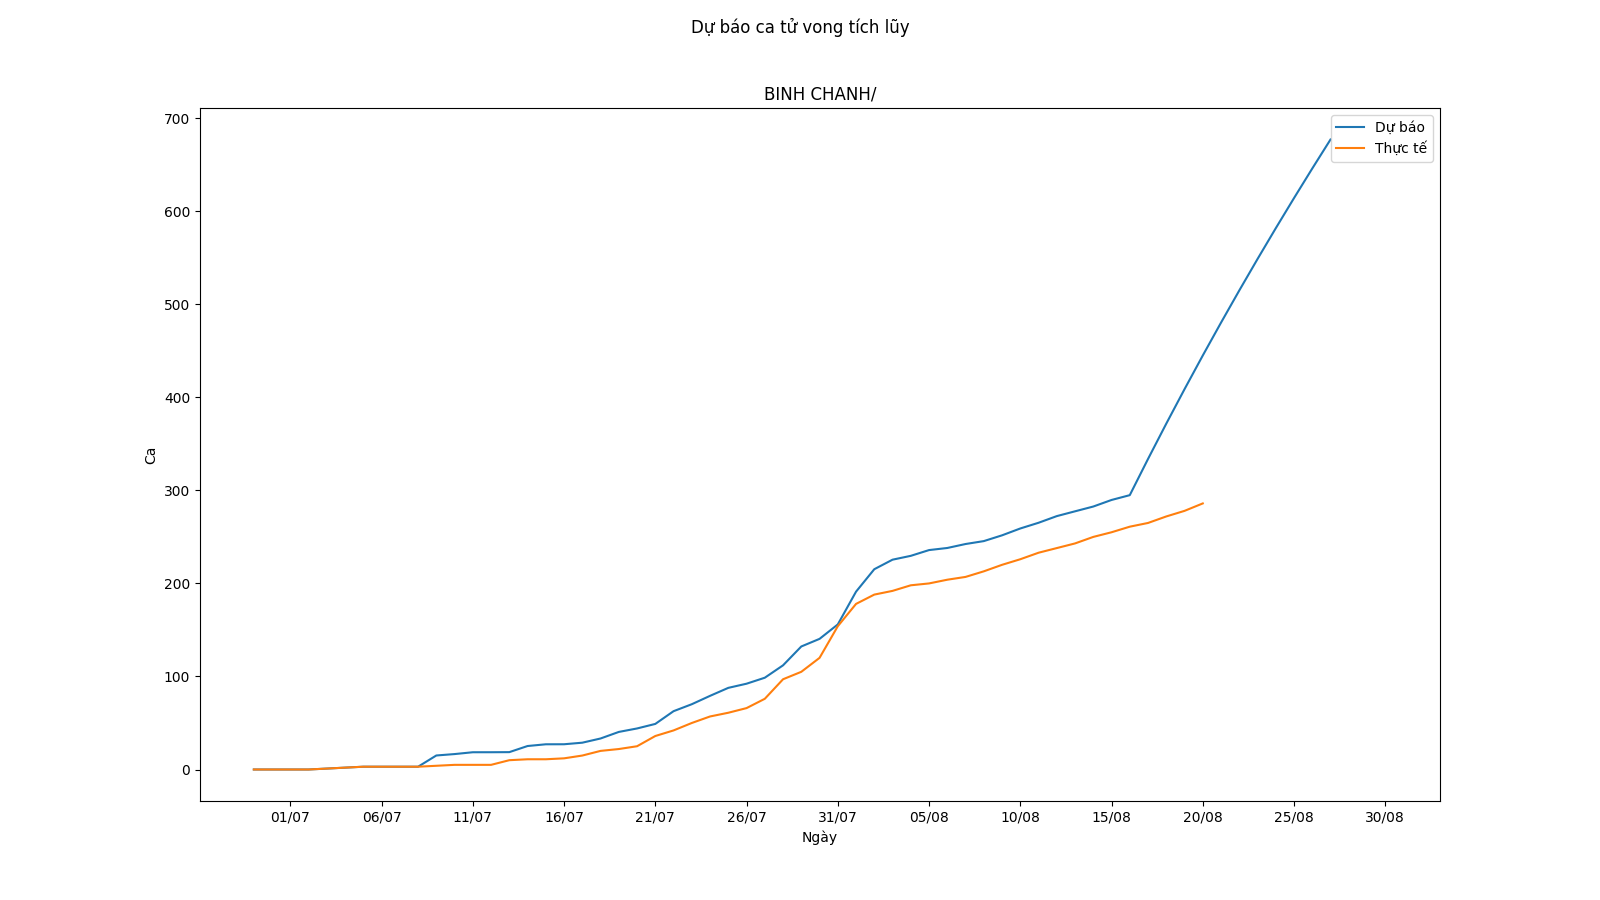 Dự báo ca tử vong tích lũy
BINH CHANH/
700
600
500
400
300
200
100
0
Ca
Dự báo
Thực tế
01/07 06/07 11/07 16/07 21/07 26/07 31/07 05/08 10/08 15/08 20/08 25/08 30/08
Ngày